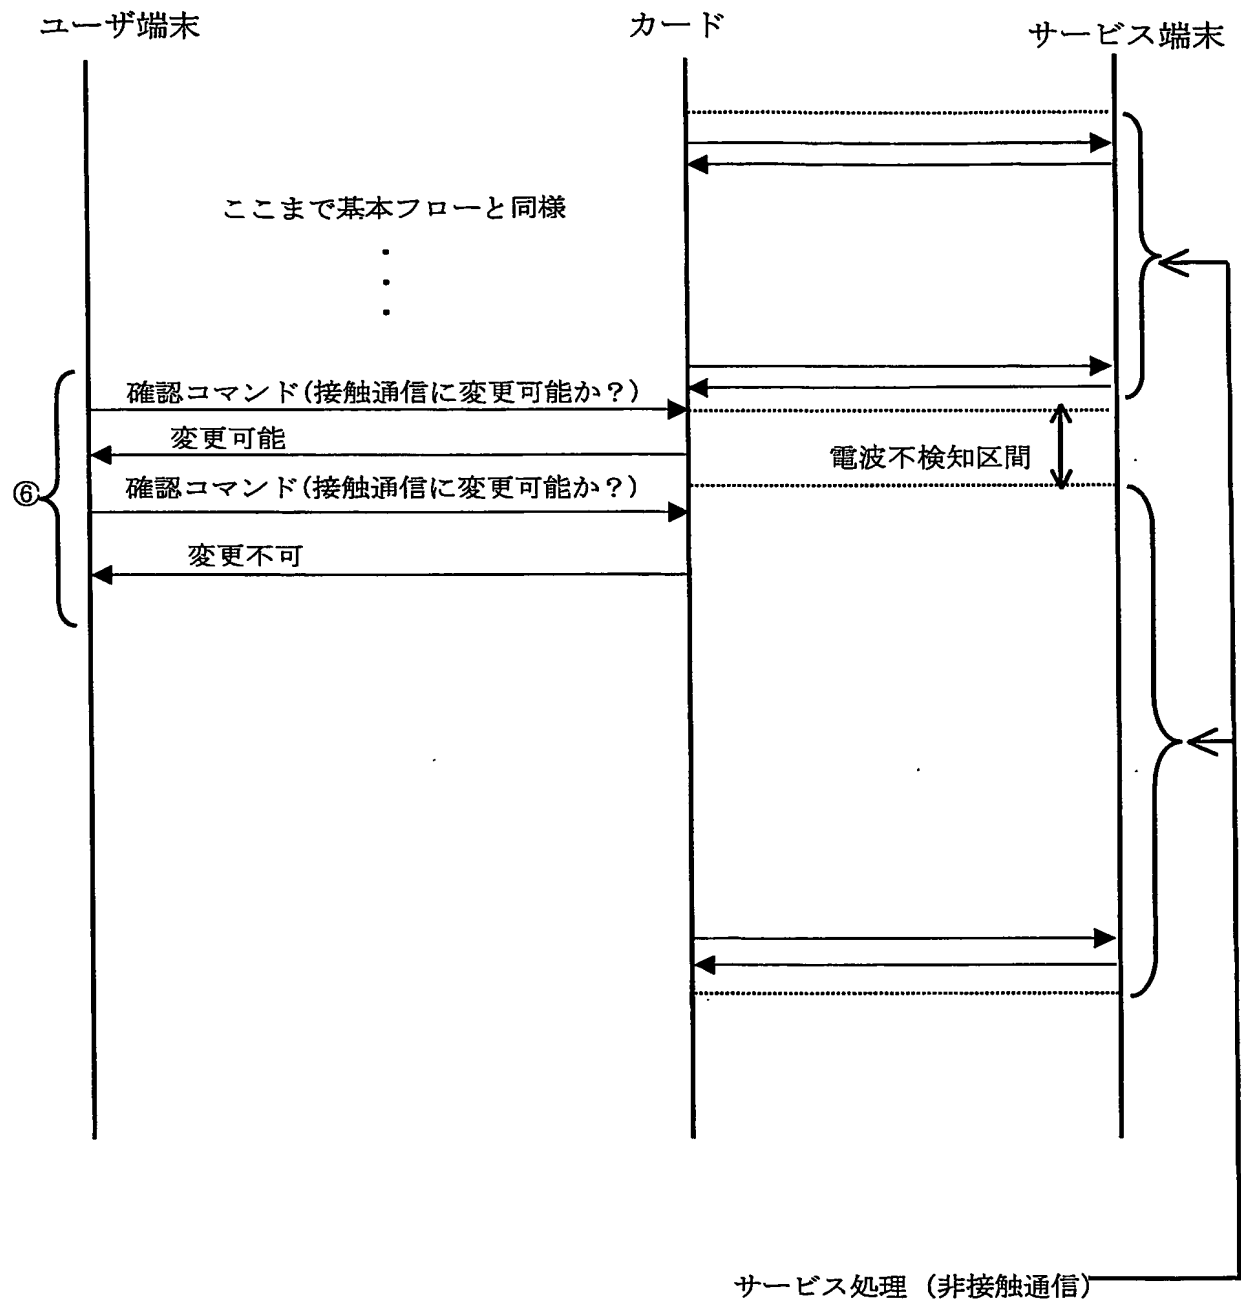 ユーザ端末
カード
サービス端末
ここまで基本フローと同様
・
・
・
確認コマンド(接触通信に変更可能か？)
変更可能
電波不検知区間
⑥
確認コマンド(接触通信に変更可能か？)
変更不可
サービス処理（非接触通信)